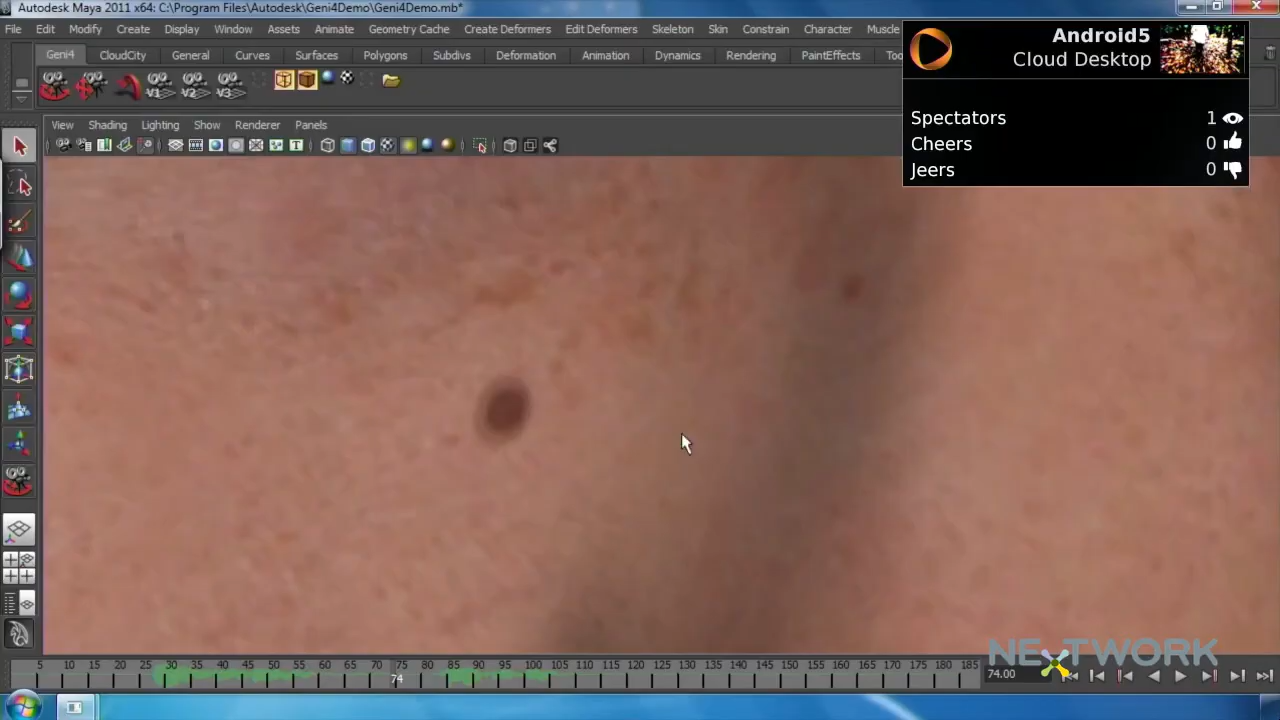 Autodesk Maya 2011 x64: C:\Program Files\Autodesk\Geni4Demo\Geni4Demo.mb*
File Edit Modify Create Display Window Assets Animate Geometry Cache Create Deformers Edit Deformers Skeleton Skin Constrain Character Muscle
Geni4 CloudCity General Curves Surfaces Polygons Subdivs Deformation Animation Dynamics Rendering PaintEffects Too
V1 V2 V3
View Shading Lighting Show Renderer Panels
Android5
Cloud Desktop
Spectators 1
Cheers 0
Jeers 0
NEXTWORK
5 10 15 20 25 30 35 40 45 50 55 60 65 70 75 80 85 90 95 100 105 110 115 120 125 130 135 140 145 150 155 160 165 170 175 180 185
74
74.00